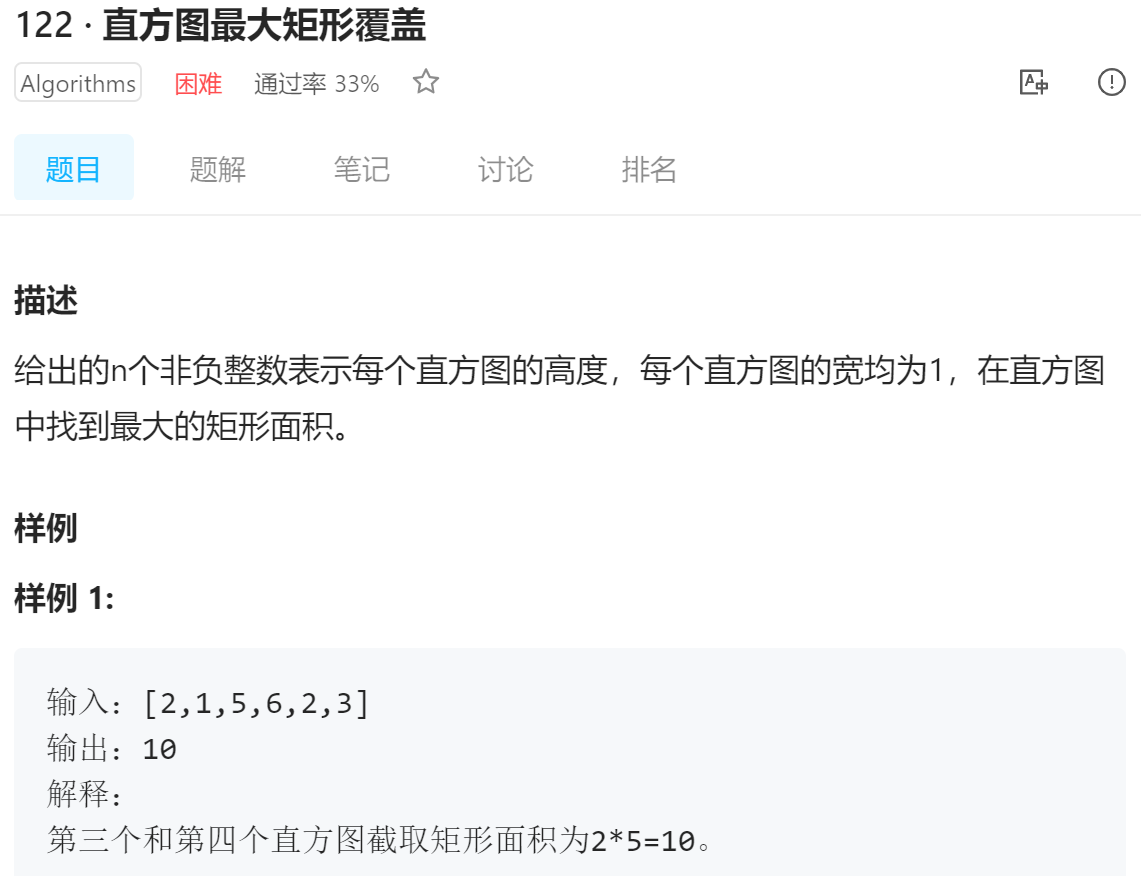 122 · 直方图最大矩形覆盖
Algorithms 困难 通过率 33%
题目 题解 笔记 讨论 排名
描述
给出的n个非负整数表示每个直方图的高度，每个直方图的宽均为1，在直方图
中找到最大的矩形面积。
样例
样例 1:
输入：[2,1,5,6,2,3]
输出：10
解释：
第三个和第四个直方图截取矩形面积为2*5=10。